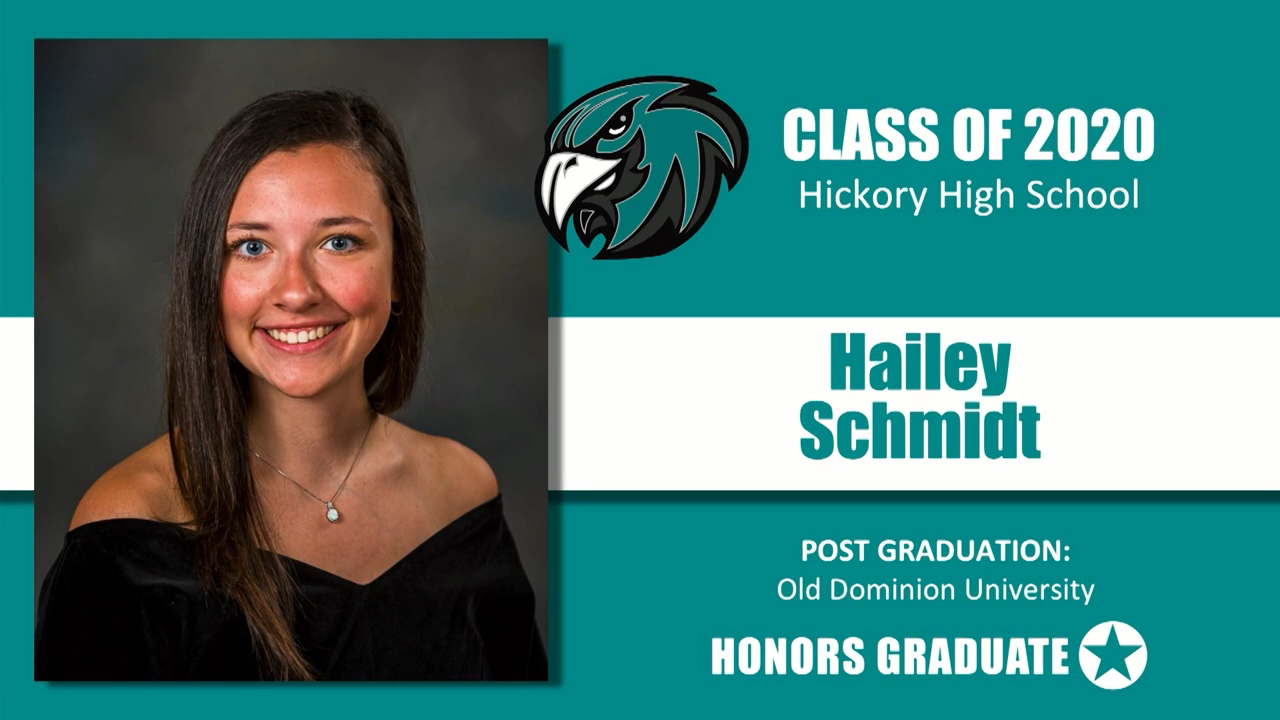 CLASS OF 2020
Hickory High School
Hailey
Schmidt
POST GRADUATION:
Old Dominion University
HONORS GRADUATE